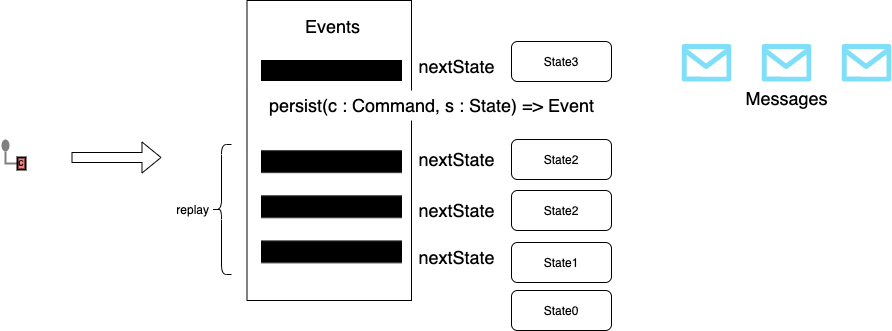 Events
nextState
State3
persist(c : Command, s : State) => Event
Messages
C
nextState
State2
replay
nextState
State2
nextState
State1
State0